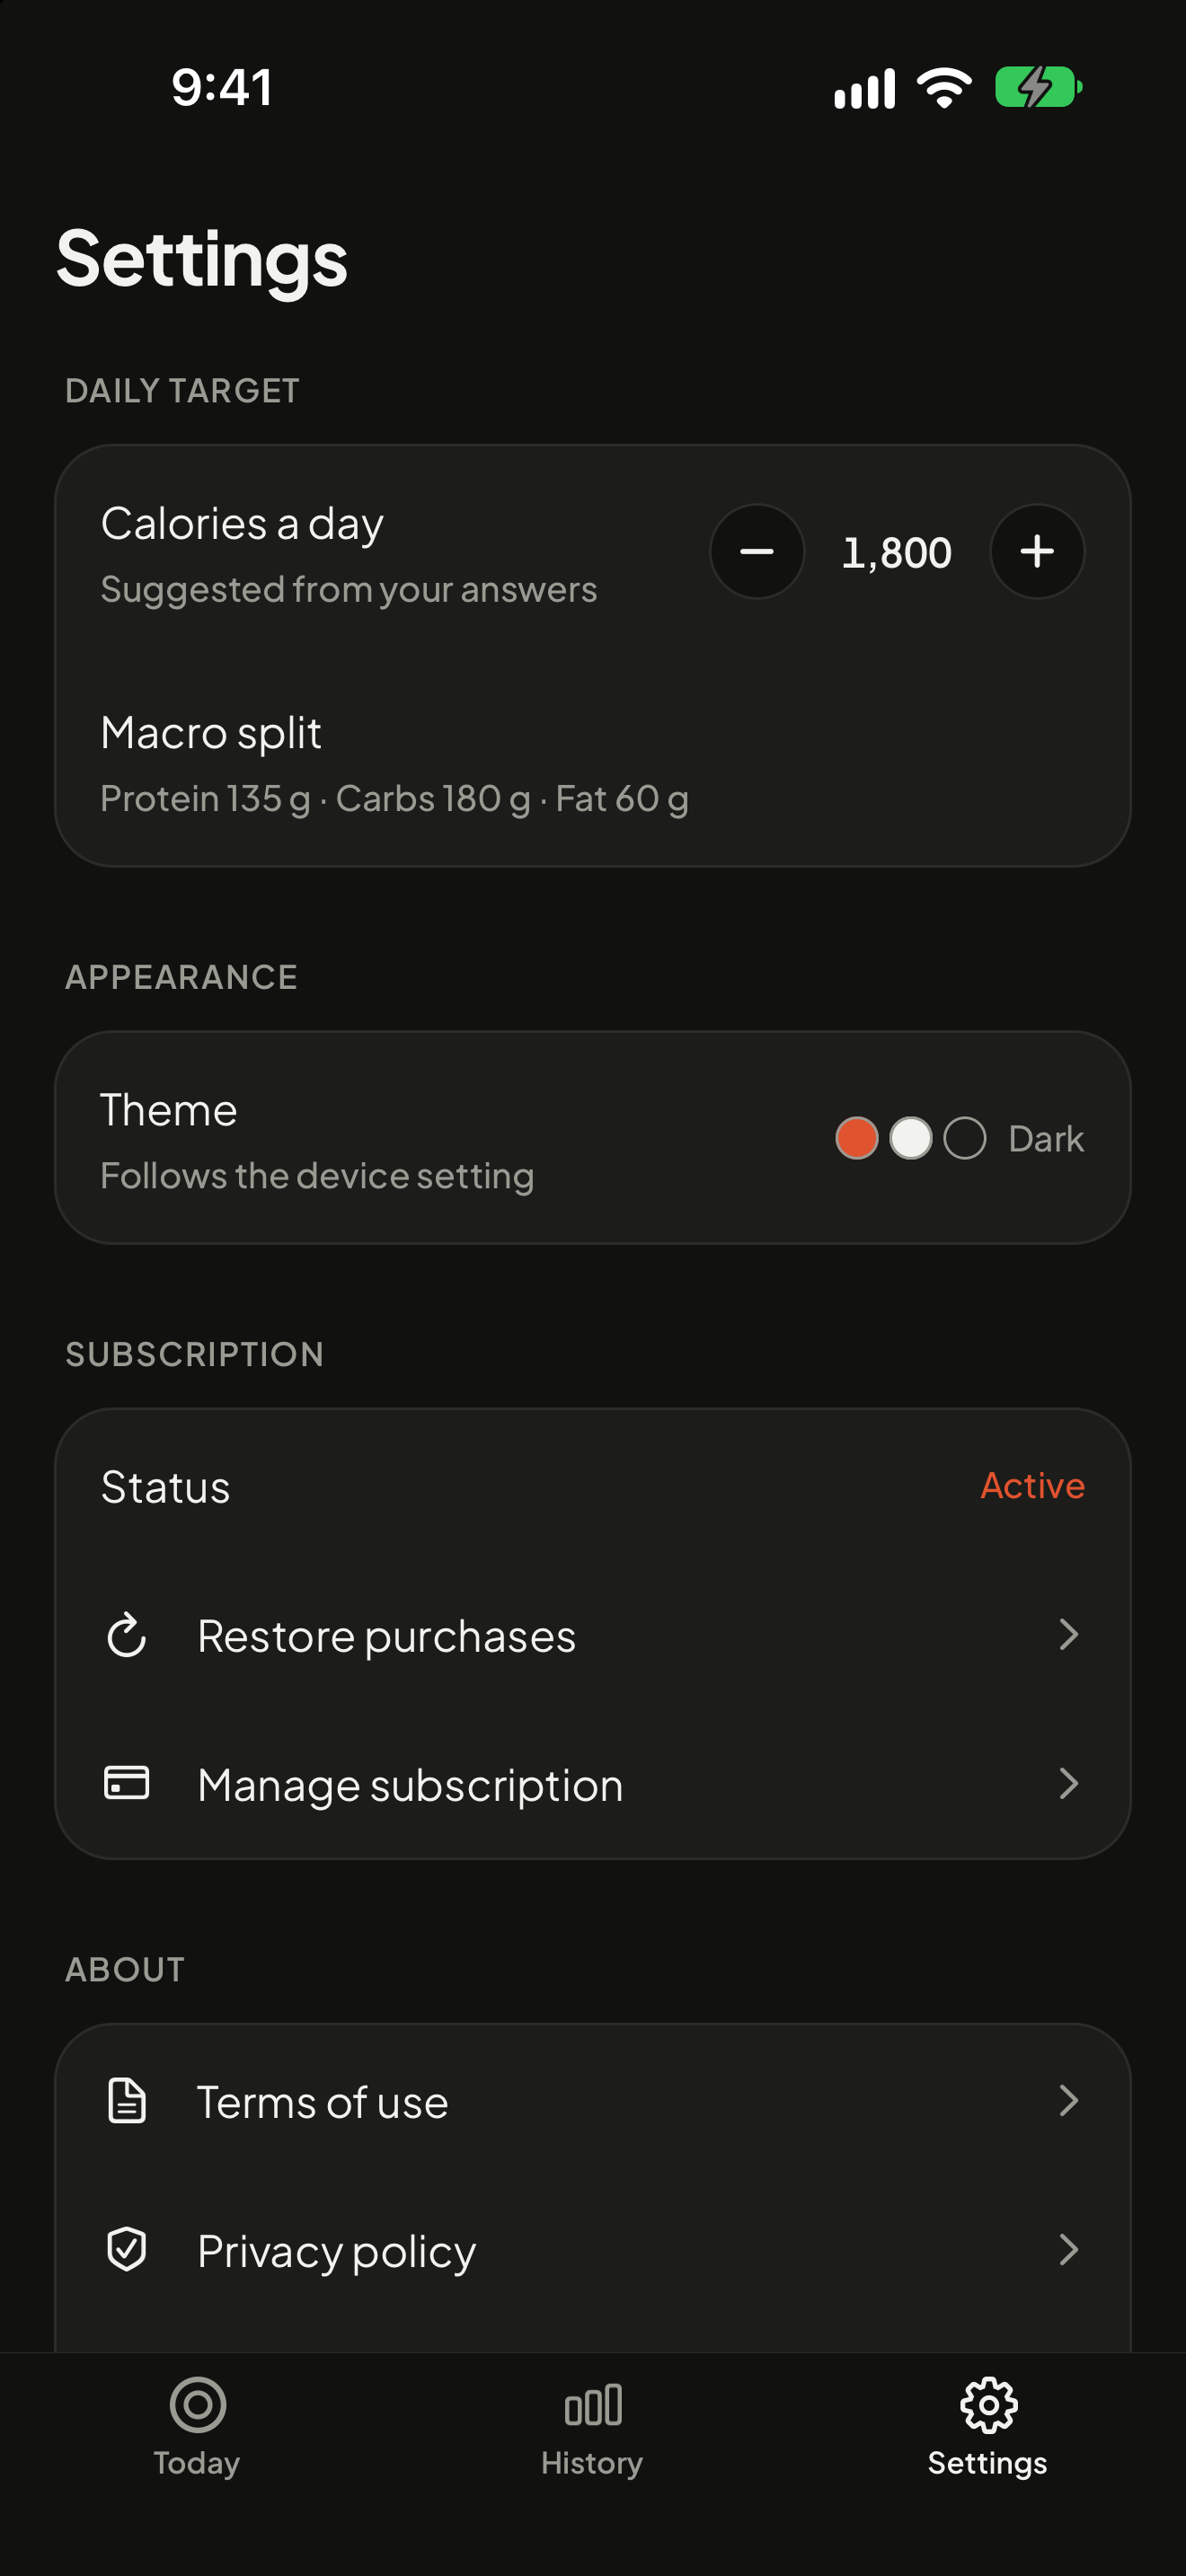 9:41
Settings
DAILY TARGET
Calories a day
Suggested from your answers
1,800
Macro split
Protein 135 g · Carbs 180 g · Fat 60 g
APPEARANCE
Theme
Follows the device setting
Dark
SUBSCRIPTION
Status
Active
Restore purchases
Manage subscription
ABOUT
Terms of use
Privacy policy
Today
History
Settings